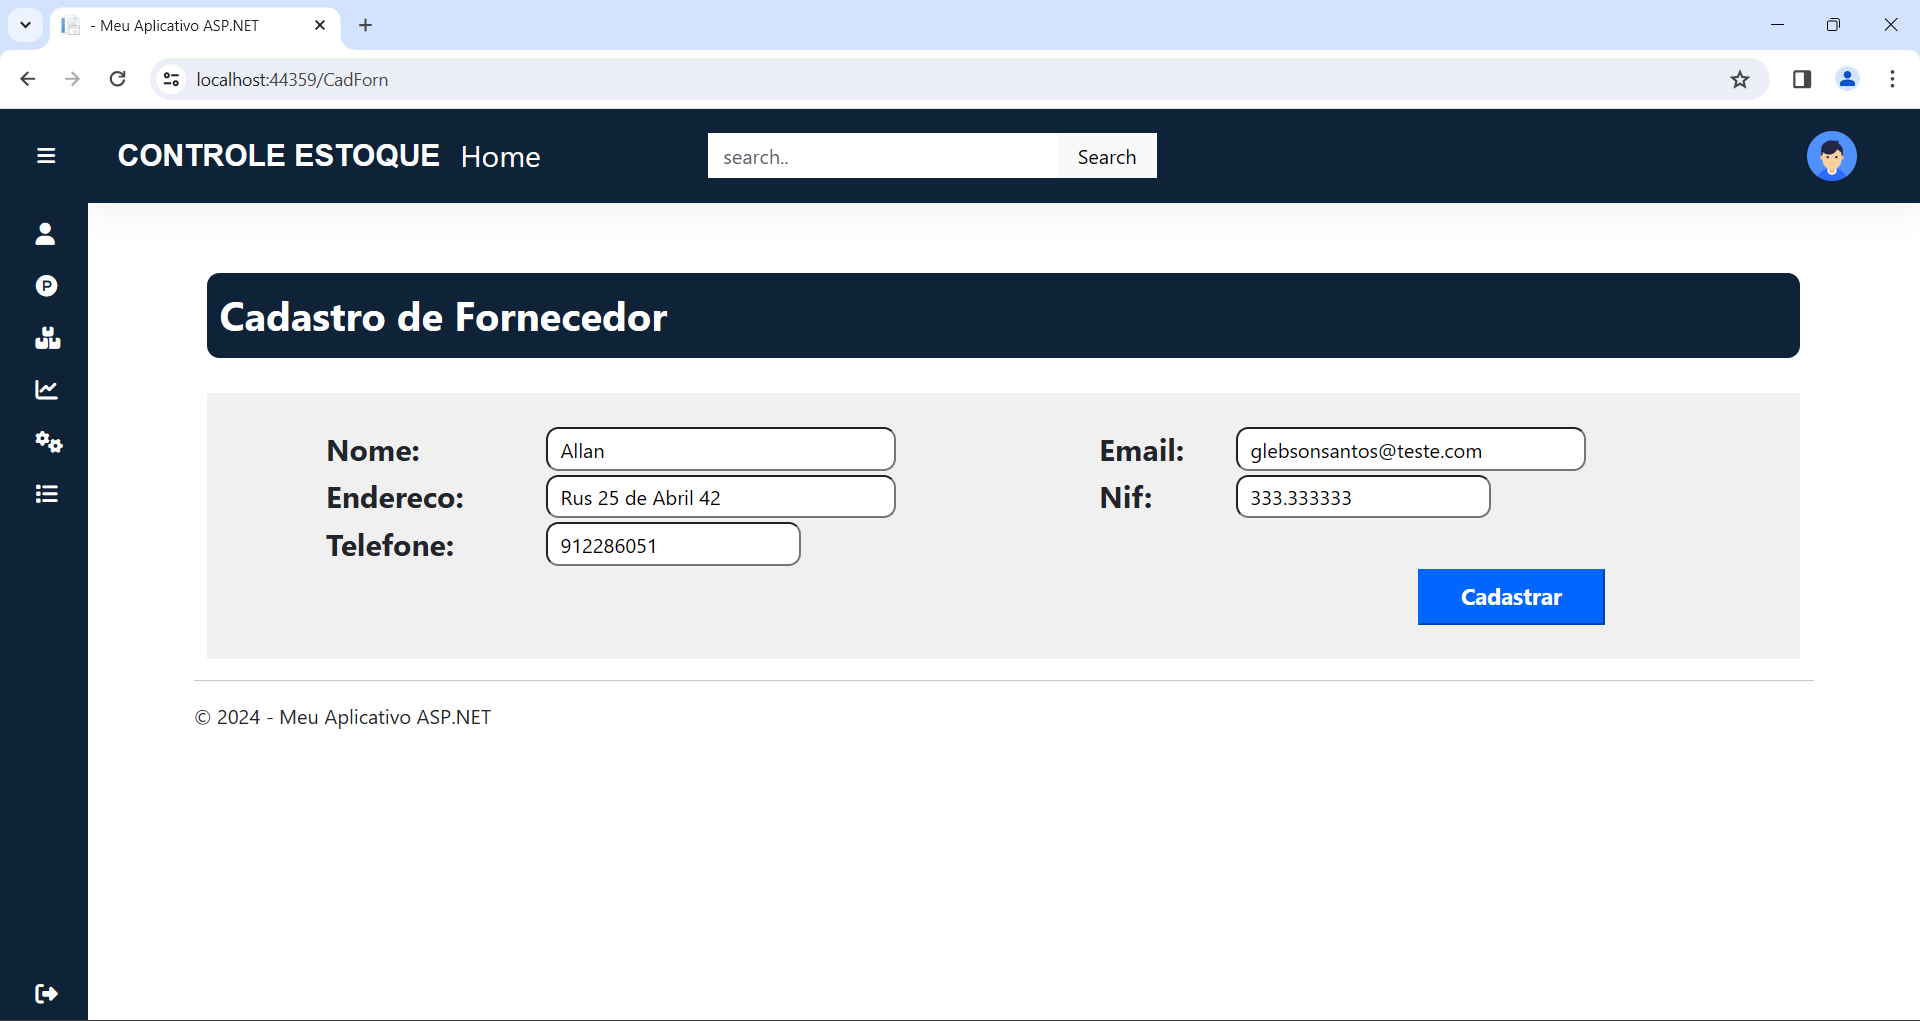 - Meu Aplicativo ASP.NET
localhost:44359/CadForn
CONTROLE ESTOQUE Home search.. Search
P
Cadastro de Fornecedor
Nome: Allan Email: glebsonsantos@teste.com
Endereco: Rus 25 de Abril 42 Nif: 333.333333
Telefone: 912286051
Cadastrar
© 2024 - Meu Aplicativo ASP.NET